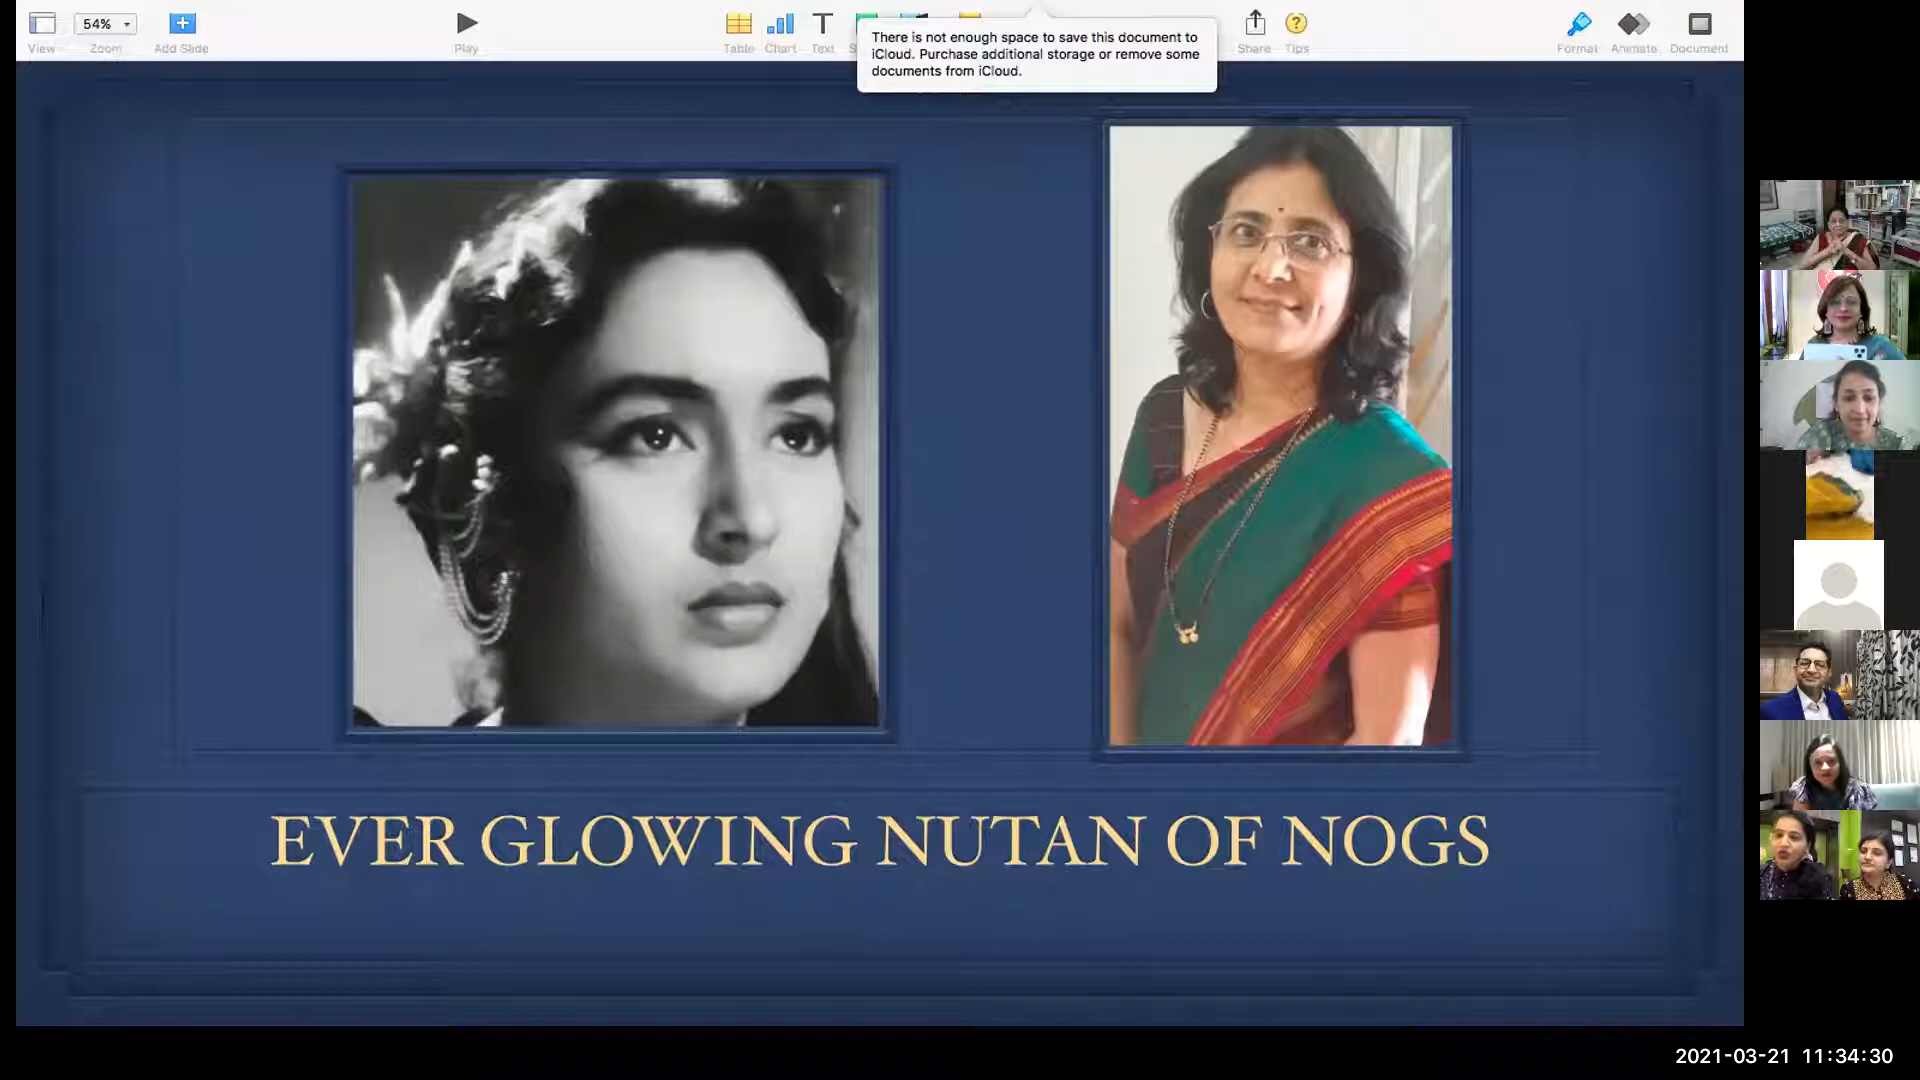 54%
View
Zoom
Add Slide
Play
Table
Chart
Text
There is not enough space to save this document to
iCloud. Purchase additional storage or remove some
documents from iCloud.
Share
Tips
Format
Animate
Document
EVER GLOWING NUTAN OF NOGS
2021-03-21 11:34:30